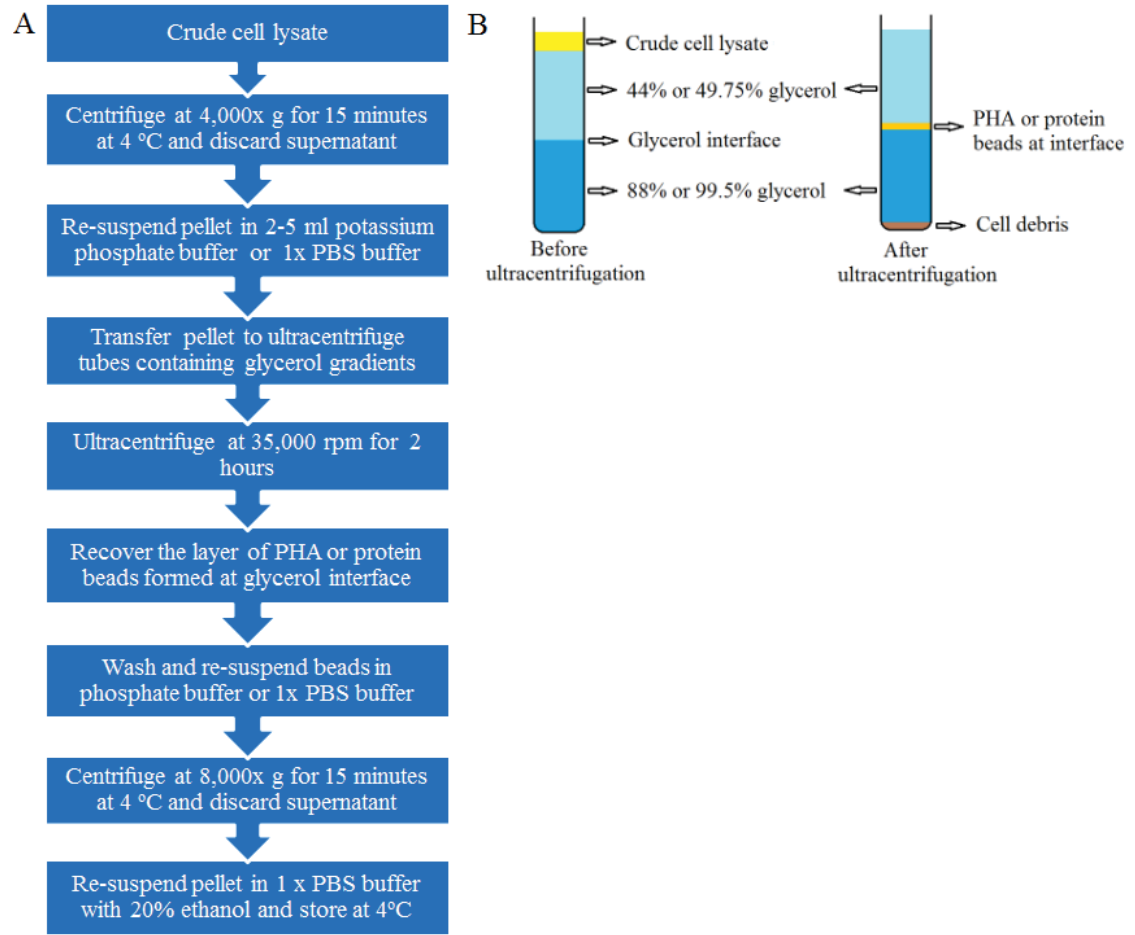 A
Crude cell lysate
Centrifuge at 4,000x g for 15 minutes
at 4 ºC and discard supernatant
Re-suspend pellet in 2-5 ml potassium
phosphate buffer or 1x PBS buffer
Transfer pellet to ultracentrifuge
tubes containing glycerol gradients
Ultracentrifuge at 35,000 rpm for 2
hours
Recover the layer of PHA or protein
beads formed at glycerol interface
Wash and re-suspend beads in
phosphate buffer or 1x PBS buffer
Centrifuge at 8,000x g for 15 minutes
at 4 ºC and discard supernatant
Re-suspend pellet in 1 x PBS buffer
with 20% ethanol and store at 4ºC
B
Crude cell lysate
44% or 49.75% glycerol
Glycerol interface
88% or 99.5% glycerol
Before
ultracentrifugation
PHA or protein
beads at interface
Cell debris
After
ultracentrifugation